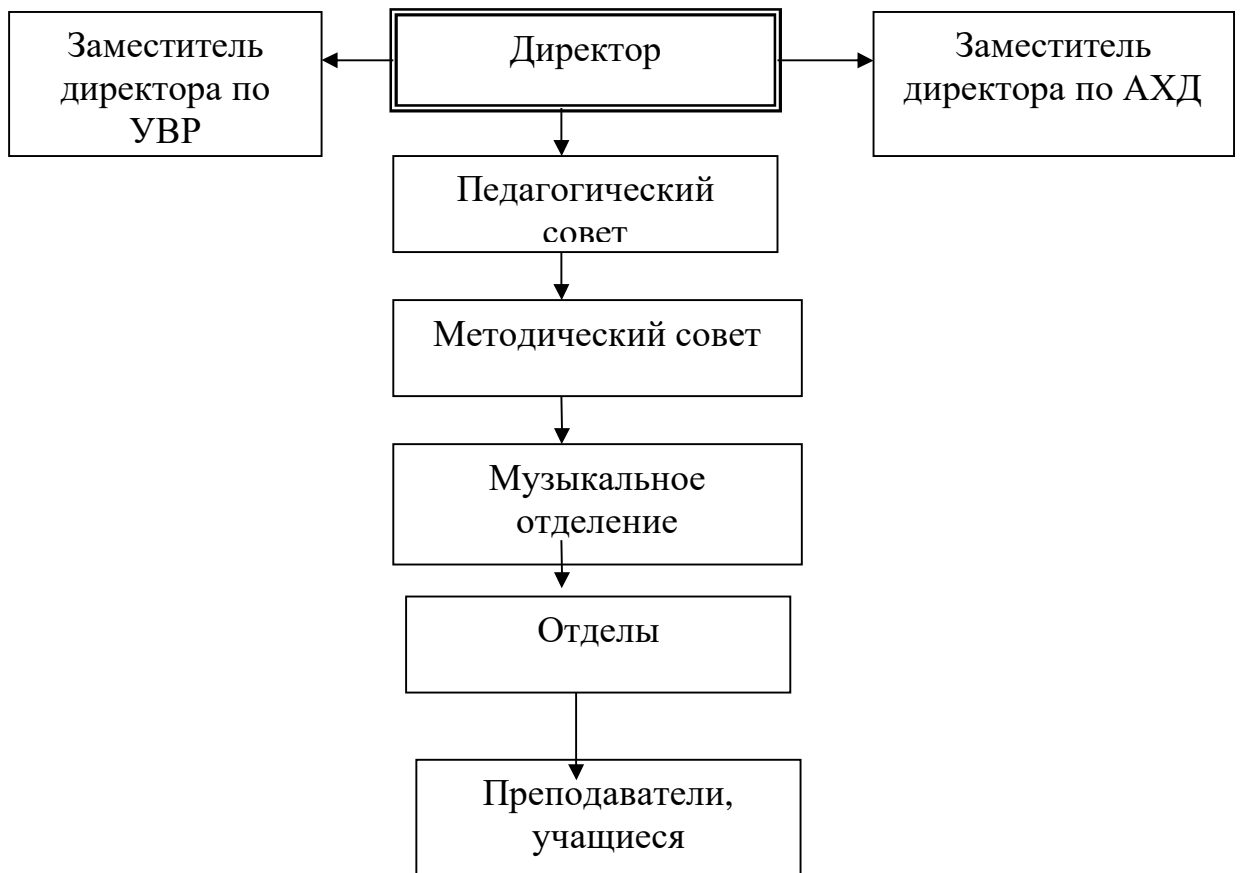 Заместитель
директора по
УВР
Директор
Заместитель
директора по АХД
Педагогический
совет
Методический совет
Музыкальное
отделение
Отделы
Преподаватели,
учащиеся